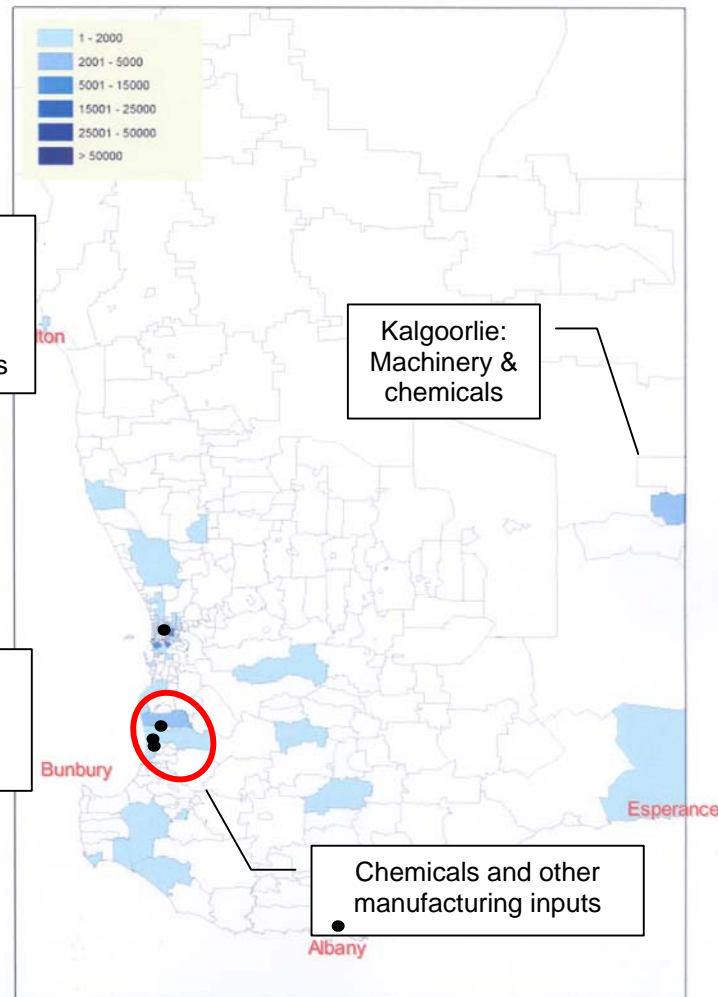 1 - 2000
2001 - 5000
5001 - 15000
15001 - 25000
25001 - 50000
> 50000
s
ton
Kalgoorlie:
Machinery &
chemicals
Bunbury
Esperance
Chemicals and other
manufacturing inputs
Albany